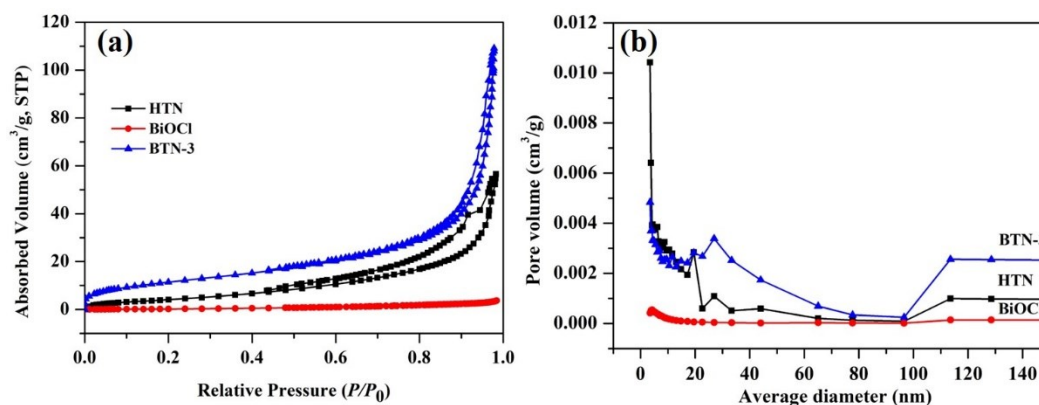 (a)
Absorbed Volume (cm³/g, STP)
120
100
80
60
40
20
0
HTN
BiOCl
BTN-3
0.0
0.2
0.4
0.6
0.8
1.0
Relative Pressure (P/P₀)
(b)
Pore volume (cm³/g)
0.012
0.010
0.008
0.006
0.004
0.002
0.000
BTN-
HTN
BiOC
0
20
40
60
80
100
120
140
Average diameter (nm)